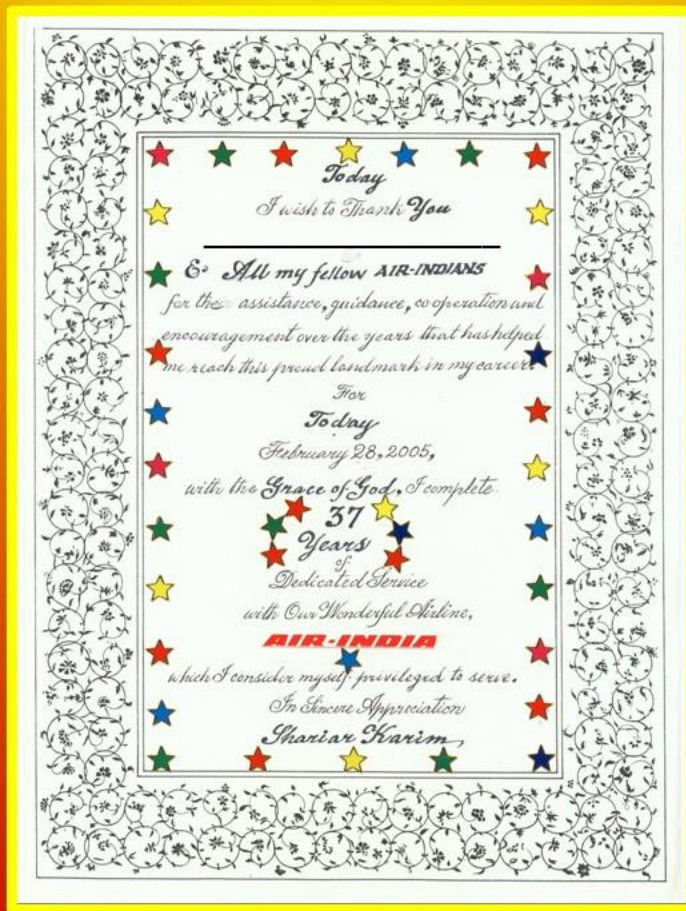 Today
I wish to Thank You
& All my fellow AIR-INDIANS
for the assistance, guidance, co operation and
encouragement over the years that has helped
me reach this proud landmark in my career
For
Today
February 28, 2005,
with the Grace of God, I complete
37
Years
of
Dedicated Service
with Our Wonderful Airline,
AIR-INDIA
which I consider myself privileged to serve.
In Sincere Appreciation
Shariar Karim